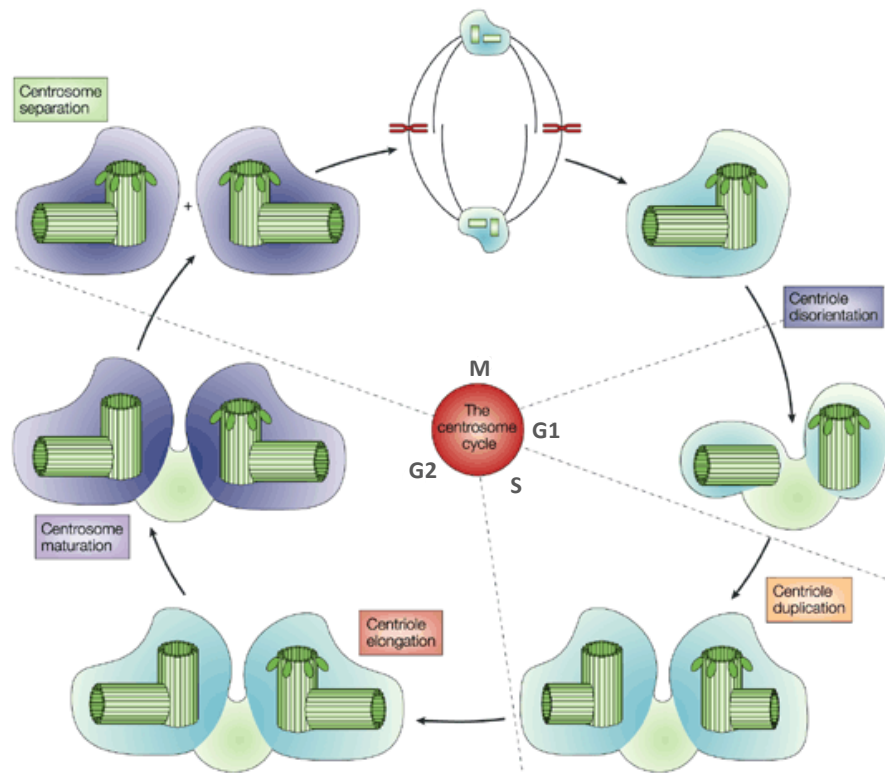 Centrosome
separation
+
Centriole
disorientation
M
The
centrosome
cycle
G1
G2
S
Centrosome
maturation
Centriole
duplication
Centriole
elongation